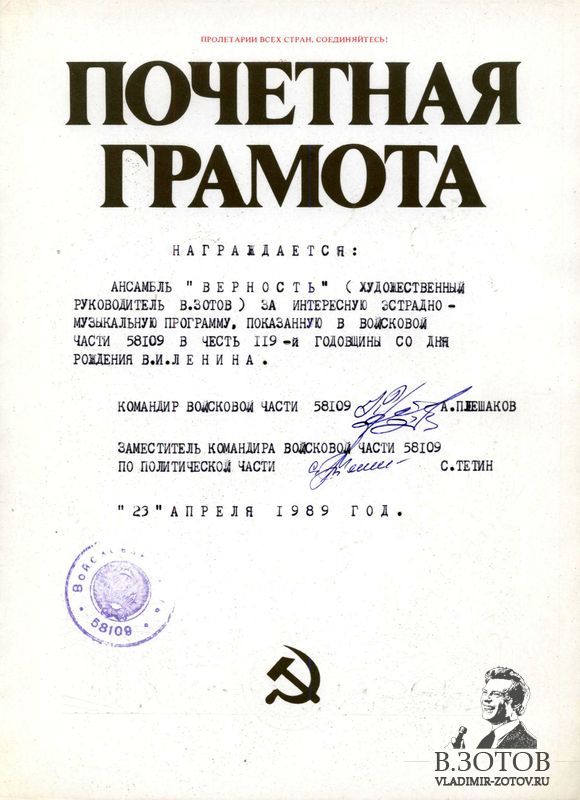 ПРОЛЕТАРИИ ВСЕХ СТРАН, СОЕДИНЯЙТЕСЬ!
ПОЧЕТНАЯ
ГРАМОТА
НАГРАЖДАЕТСЯ:
АНСАМБЛЬ "ВЕРНОСТЬ" ( ХУДОЖЕСТВЕННЫЙ
РУКОВОДИТЕЛЬ В.ЗОТОВ ) ЗА ИНТЕРЕСНУЮ ЭСТРАДНО-
МУЗЫКАЛЬНУЮ ПРОГРАММУ, ПОКАЗАННУЮ В ВОЙСКОВОЙ
ЧАСТИ 58109 В ЧЕСТЬ 119-й ГОДОВЩИНЫ СО ДНЯ
РОЖДЕНИЯ В.И.ЛЕНИНА.
КОМАНДИР ВОЙСКОВОЙ ЧАСТИ 58109 А.ПЛЕШАКОВ
ЗАМЕСТИТЕЛЬ КОМАНДИРА ВОЙСКОВОЙ ЧАСТИ 58109
ПО ПОЛИТИЧЕСКОЙ ЧАСТИ С.ТЕТИН
"23" АПРЕЛЯ 1989 ГОД.
58109
В.ЗОТОВ
VLADIMIR-ZOTOV.RU